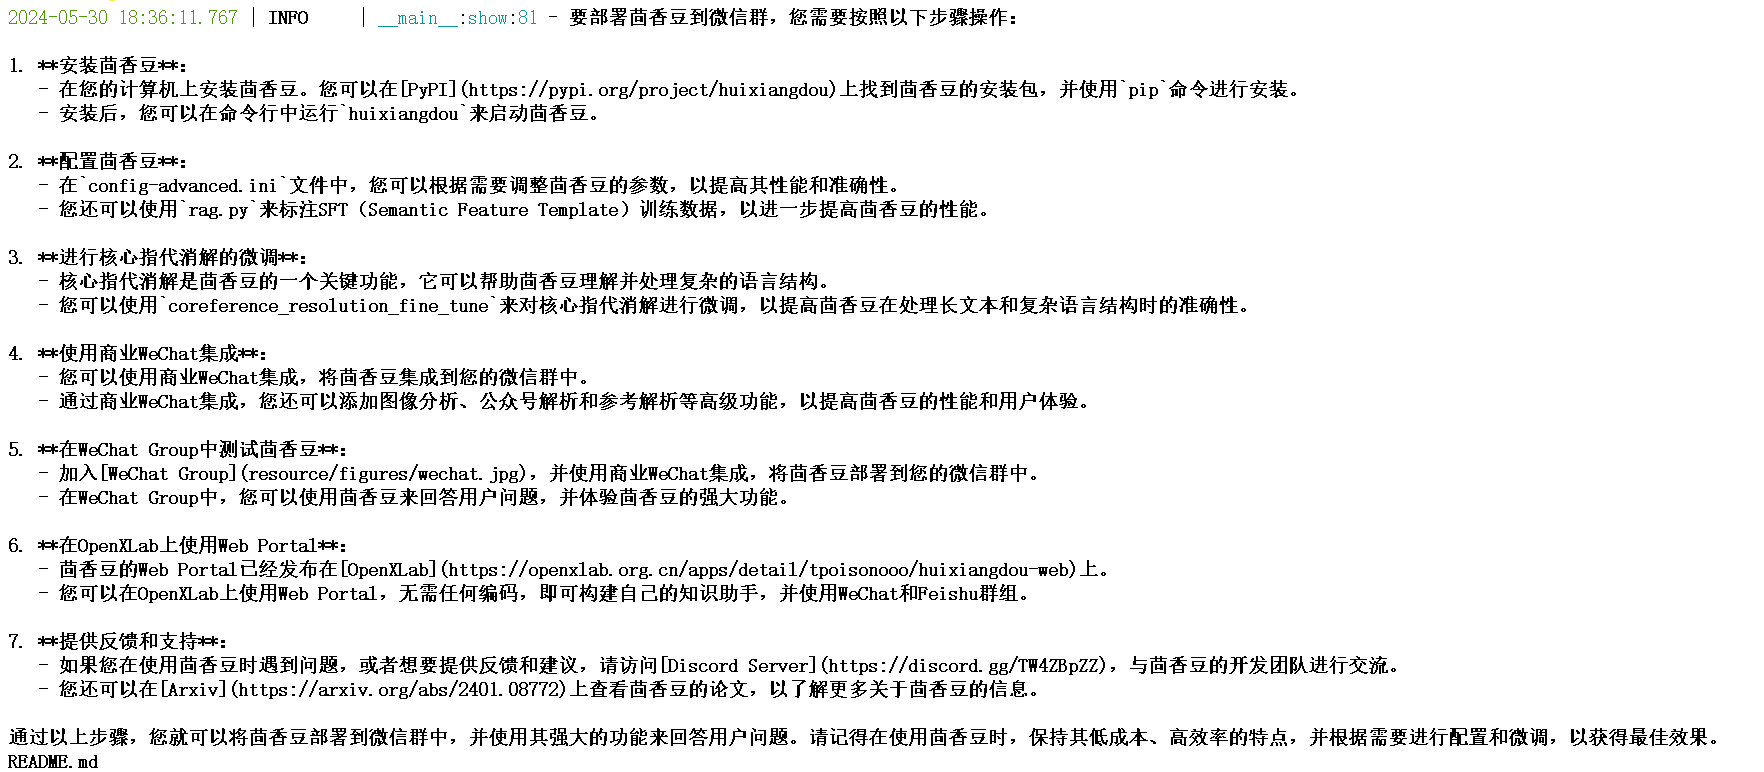 2024-05-30 18:36:11.767 | INFO     | __main__:show:81 - 要部署茴香豆到微信群，您需要按照以下步骤操作：
1. **安装茴香豆**：
- 在您的计算机上安装茴香豆。您可以在[PyPI](https://pypi.org/project/huixiangdou)上找到茴香豆的安装包，并使用`pip`命令进行安装。
- 安装后，您可以在命令行中运行`huixiangdou`来启动茴香豆。
2. **配置茴香豆**：
- 在`config-advanced.ini`文件中，您可以根据需要调整茴香豆的参数，以提高其性能和准确性。
- 您还可以使用`rag.py`来标注SFT（Semantic Feature Template）训练数据，以进一步提高茴香豆的性能。
3. **进行核心指代消解的微调**：
- 核心指代消解是茴香豆的一个关键功能，它可以帮助茴香豆理解并处理复杂的语言结构。
- 您可以使用`coreference_resolution_fine_tune`来对核心指代消解进行微调，以提高茴香豆在处理长文本和复杂语言结构时的准确性。
4. **使用商业WeChat集成**：
- 您可以使用商业WeChat集成，将茴香豆集成到您的微信群中。
- 通过商业WeChat集成，您还可以添加图像分析、公众号解析和参考解析等高级功能，以提高茴香豆的性能和用户体验。
5. **在WeChat Group中测试茴香豆**：
- 加入[WeChat Group](resource/figures/wechat.jpg)，并使用商业WeChat集成，将茴香豆部署到您的微信群中。
- 在WeChat Group中，您可以使用茴香豆来回答用户问题，并体验茴香豆的强大功能。
6. **在OpenXLab上使用Web Portal**：
- 茴香豆的Web Portal已经发布在[OpenXLab](https://openxlab.org.cn/apps/detail/tpoisonooo/huixiangdou-web)上。
- 您可以在OpenXLab上使用Web Portal，无需任何编码，即可构建自己的知识助手，并使用WeChat和Feishu群组。
7. **提供反馈和支持**：
- 如果您在使用茴香豆时遇到问题，或者想要提供反馈和建议，请访问[Discord Server](https://discord.gg/TW4ZBpZZ)，与茴香豆的开发团队进行交流。
- 您还可以在[Arxiv](https://arxiv.org/abs/2401.08772)上查看茴香豆的论文，以了解更多关于茴香豆的信息。
通过以上步骤，您就可以将茴香豆部署到微信群中，并使用其强大的功能来回答用户问题。请记得在使用茴香豆时，保持其低成本、高效率的特点，并根据需要进行配置和微调，以获得最佳效果。
README.md